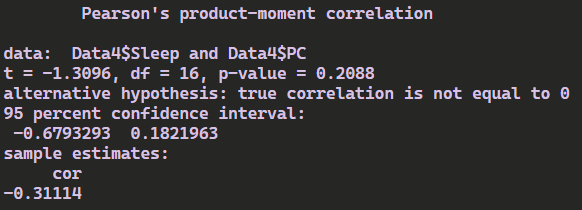 Pearson's product-moment correlation
data:  Data4$Sleep and Data4$PC
t = -1.3096, df = 16, p-value = 0.2088
alternative hypothesis: true correlation is not equal to 0
95 percent confidence interval:
 -0.6793293  0.1821963
sample estimates:
     cor
-0.31114